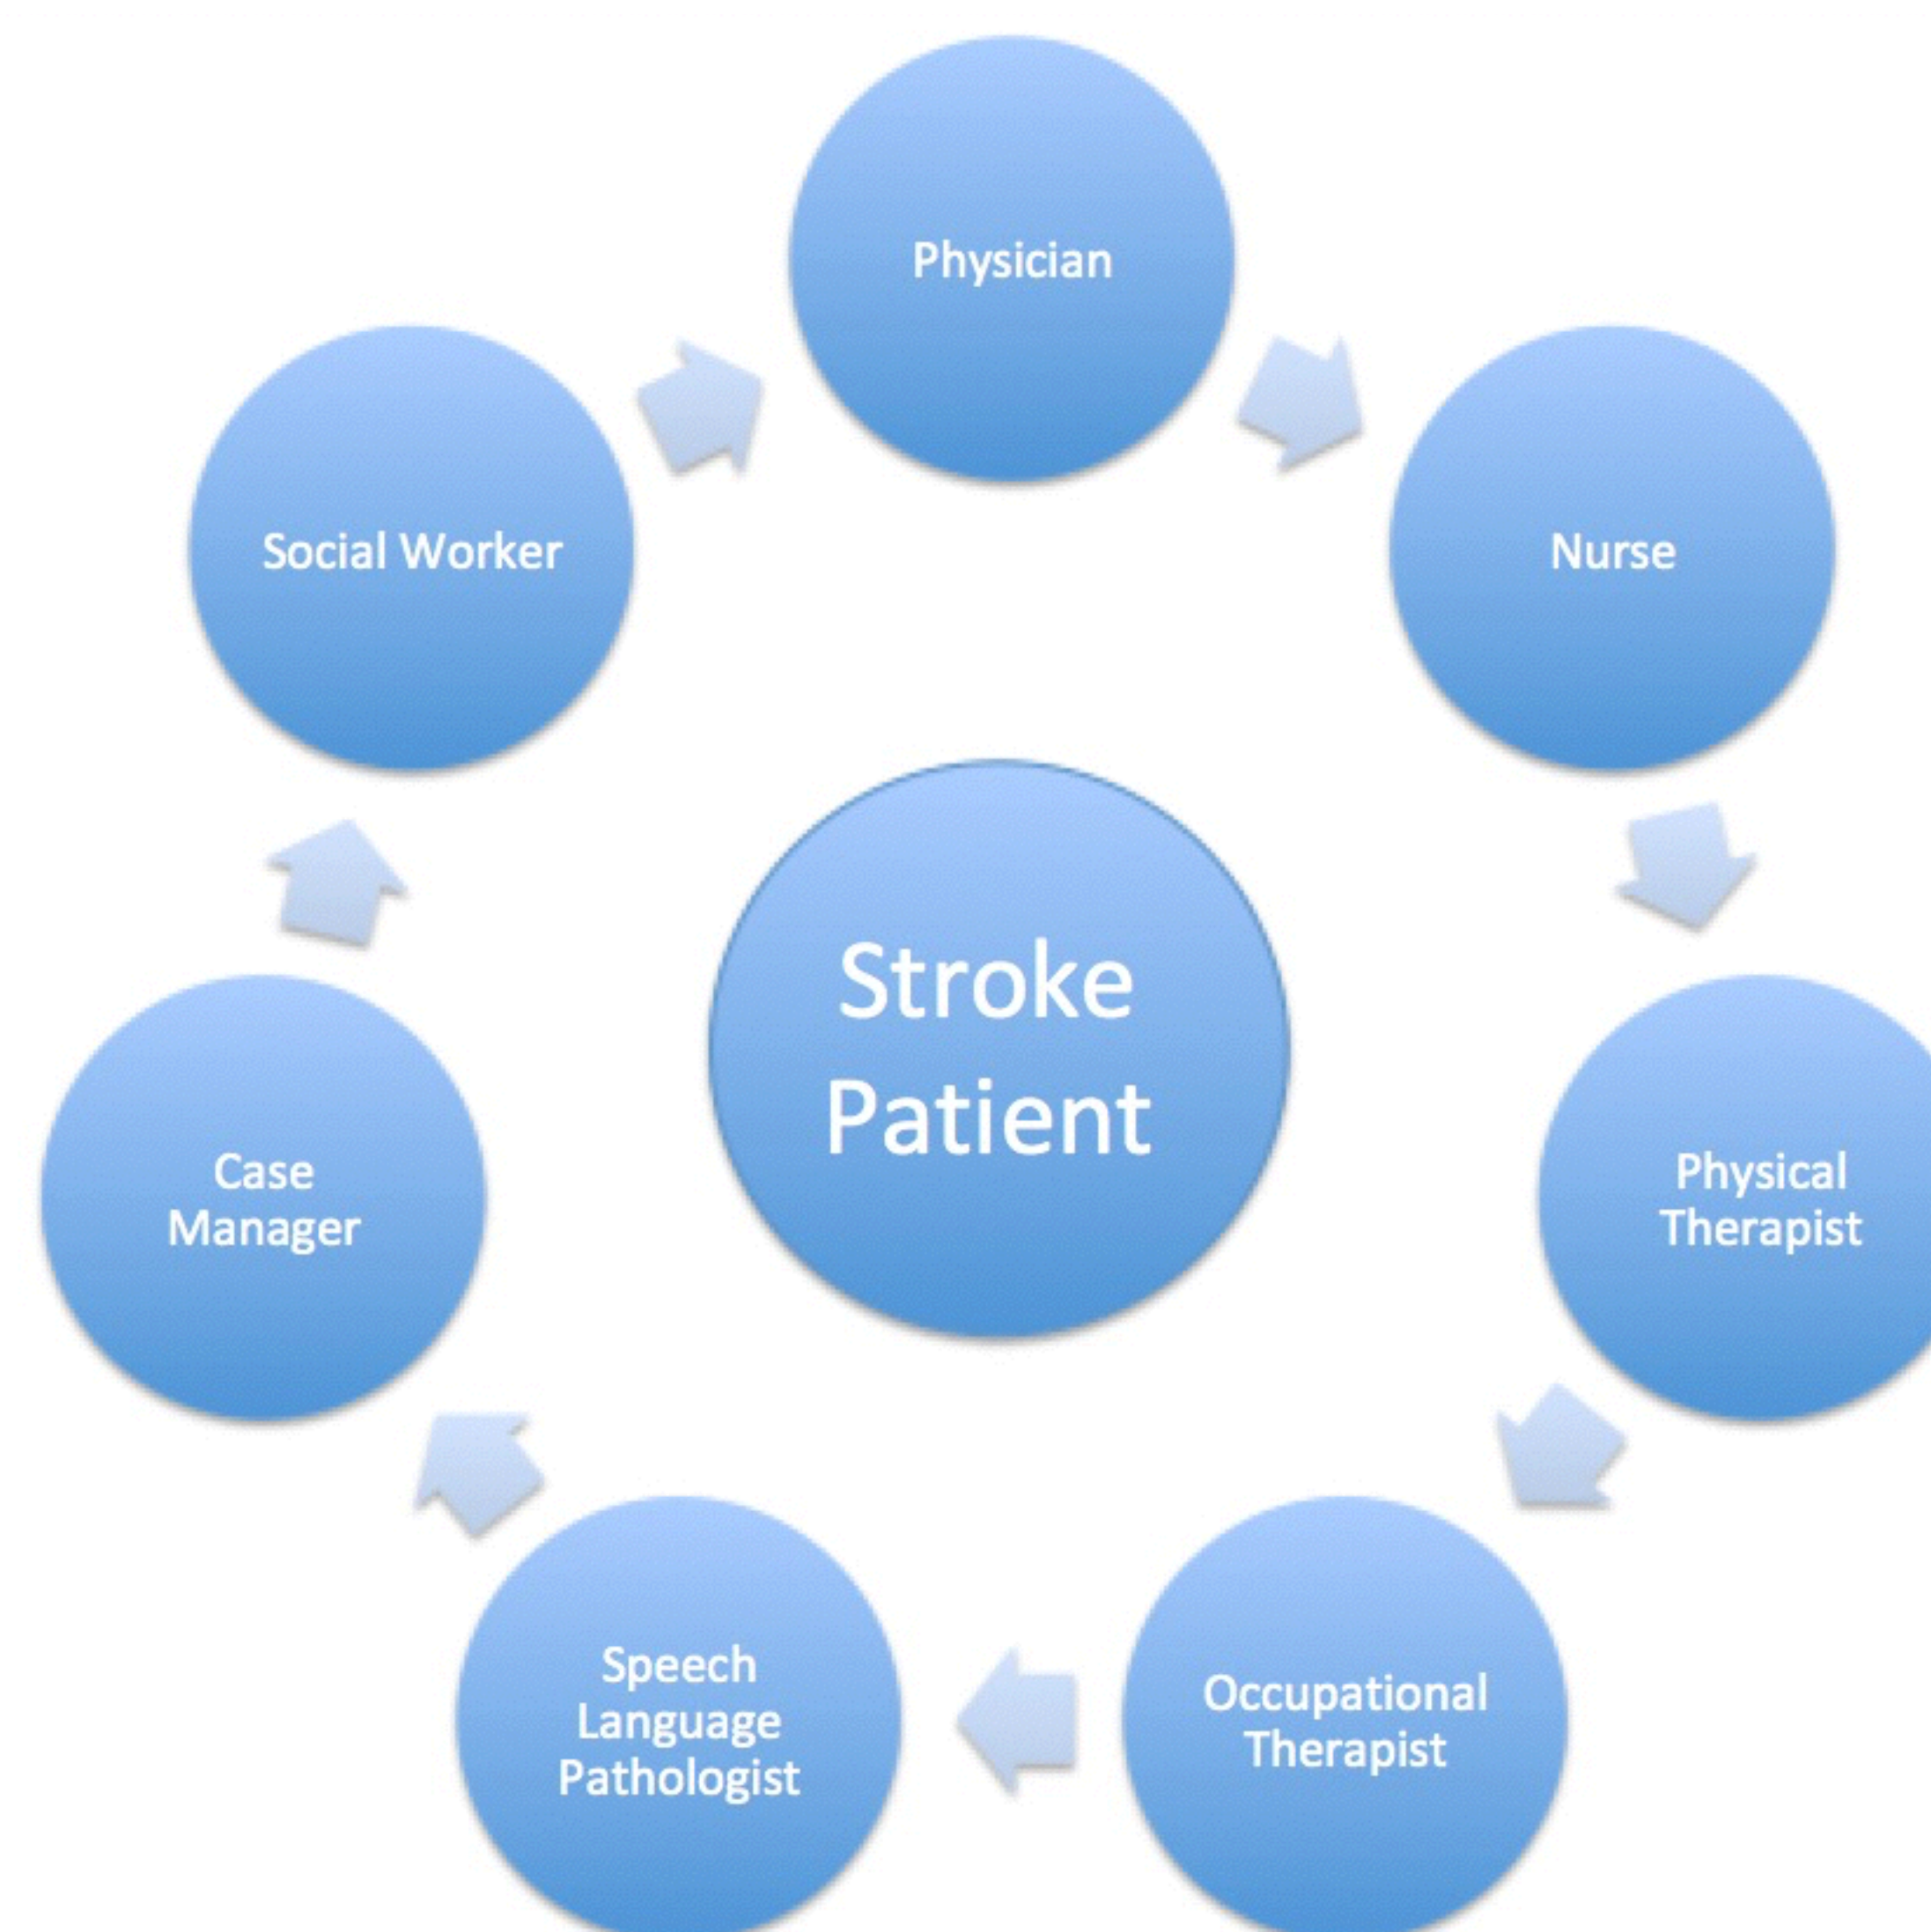 Physician
Nurse
Physical
Therapist
Occupational
Therapist
Speech
Language
Pathologist
Case
Manager
Social Worker
Stroke
Patient